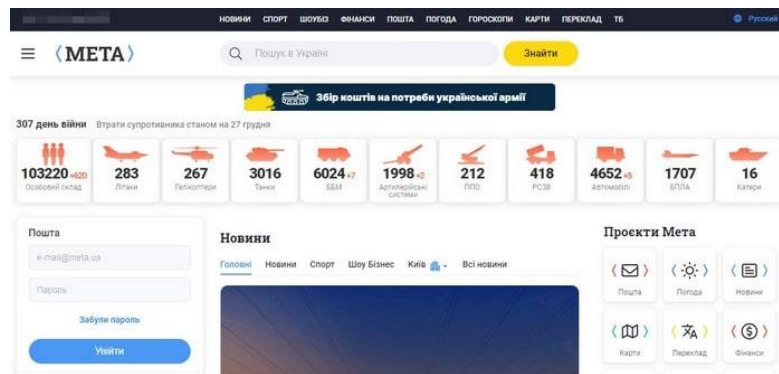 НОВИНИ СПОРТ ШОУБІЗ ФІНАНСИ ПОШТА ПОГОДА ГОРОСКОПИ КАРТИ ПЕРЕКЛАД ТБ Русский
META
Пошук в Україні
Знайти
Збір коштів на потреби української армії
307 день війни Втрати супротивника станом на 27 грудня
103220 +620 283 267 3016 6024 +7 1998 +2 212 418 4652 +5 1707 16
Особовий склад Літаки Гелікоптери Танки ББМ Артилерійські системи ППО РСЗВ Автомобілі БПЛА Катери
Пошта
e-mail@meta.ua
Пароль
Забули пароль
Увійти
Новини
Головні Новини Спорт Шоу Бізнес Київ Всі новини
Проєкти Мета
Пошта Погода Новини
Карти Переклад Фінанси